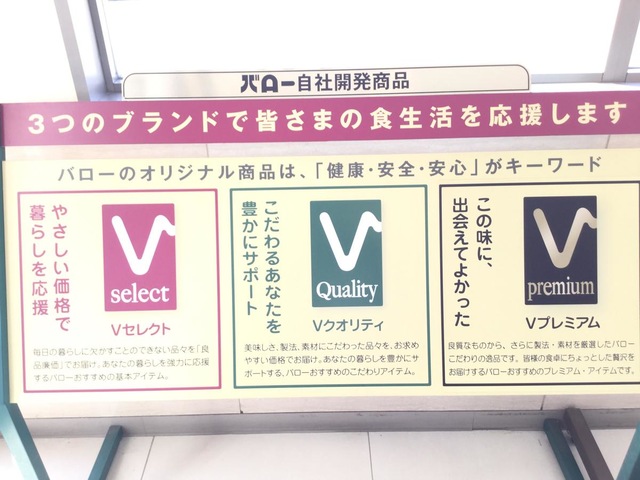 バロー自社開発商品
3つのブランドで皆さまの食生活を応援します
バローのオリジナル商品は、「健康・安全・安心」がキーワード
やさしい価格で
暮らしを応援
V
select
Vセレクト
毎日の暮らしに欠かすことのできない品々を「良
品廉価」でお届け。あなたの暮らしを強力に応援
するバローおすすめの基本アイテム。
こだわるあなたを
豊かにサポート
V
Quality
Vクオリティ
美味しさ、製法、素材にこだわった品々を、お求め
やすい価格でお届け。あなたの暮らしを豊かにサ
ポートする、バローおすすめのこだわりアイテム。
この味に、
出会えてよかった
V
premium
Vプレミアム
良質なものから、さらに製法・素材を厳選したバロー
こだわりの逸品です。皆様の食卓にちょっとした贅沢を
お届けするバローおすすめのプレミアム・アイテムです。